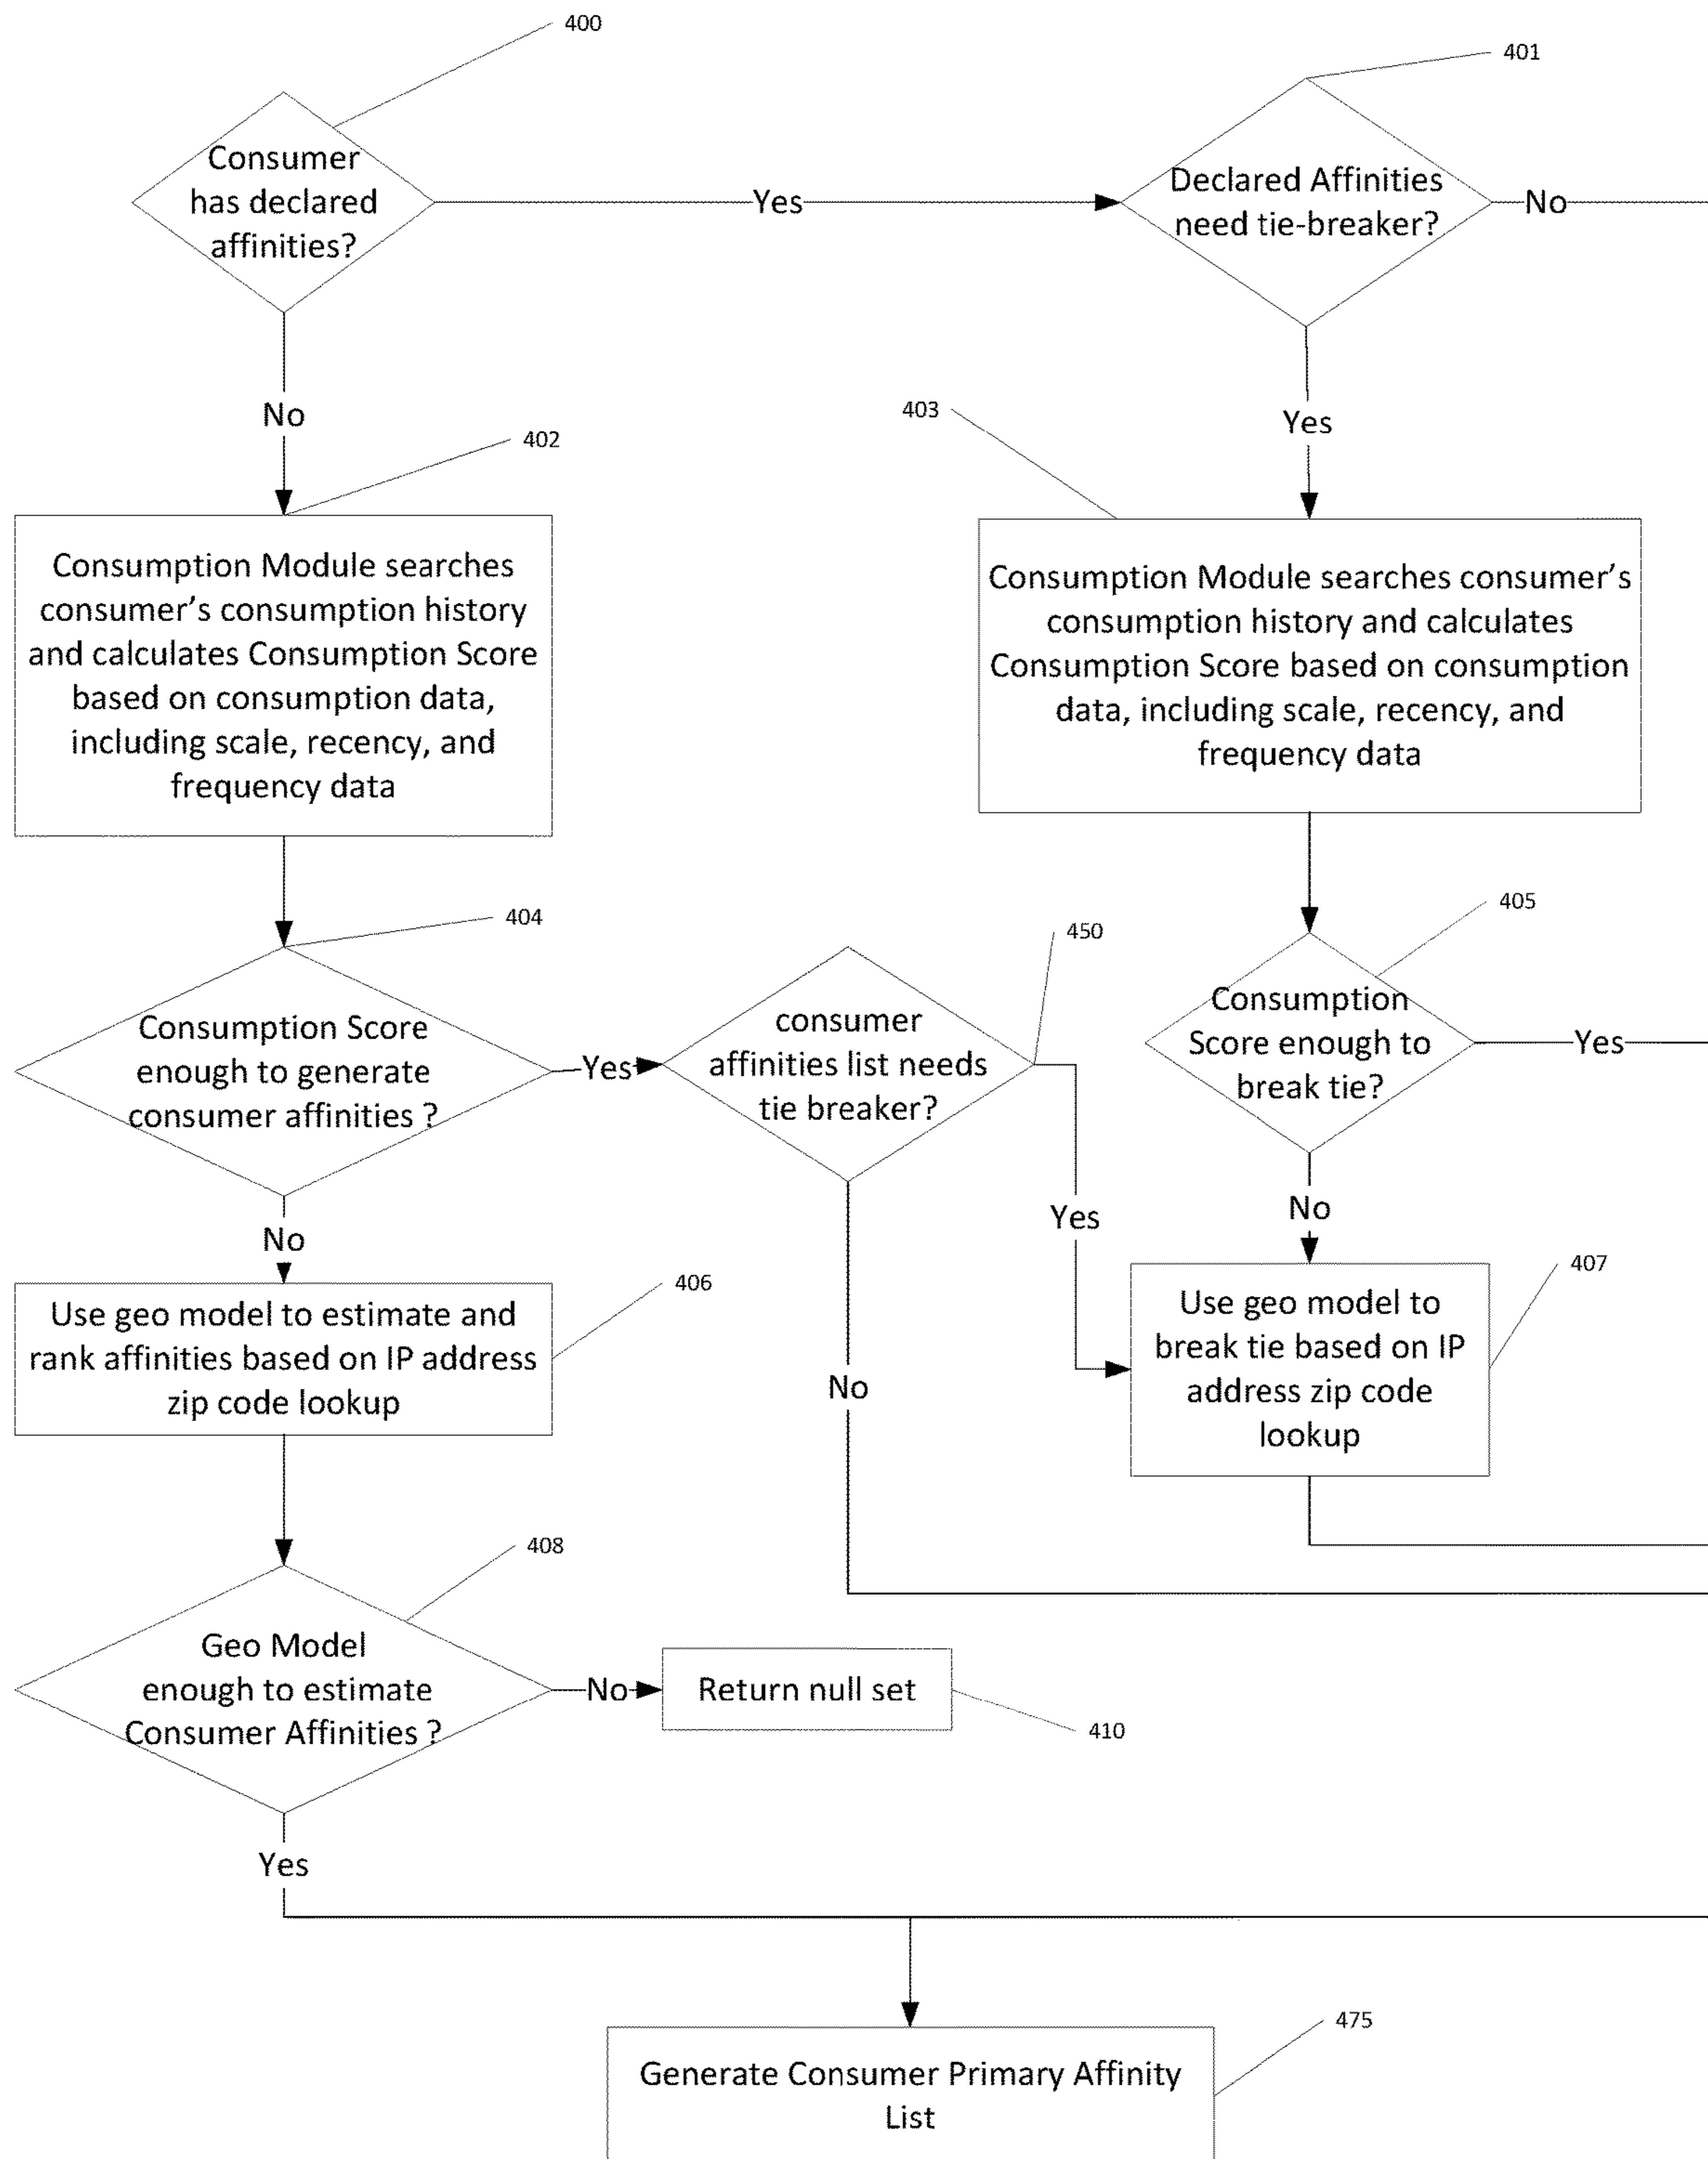 400
401
Consumer
has declared
affinities?
Yes
Declared Affinities
need tie-breaker?
No
No
Yes
402
403
Consumption Module searches
consumer's consumption history
and calculates Consumption Score
based on consumption data,
including scale, recency, and
frequency data
Consumption Module searches consumer's
consumption history and calculates
Consumption Score based on consumption
data, including scale, recency, and
frequency data
404
450
405
Consumption Score
enough to generate
consumer affinities ?
Yes
consumer
affinities list needs
tie breaker?
Consumption
Score enough to
break tie?
Yes
No
Yes
No
406
407
Use geo model to estimate and
rank affinities based on IP address
zip code lookup
No
Use geo model to
break tie based on IP
address zip code
lookup
408
Geo Model
enough to estimate
Consumer Affinities ?
No
Return null set
410
Yes
475
Generate Consumer Primary Affinity
List